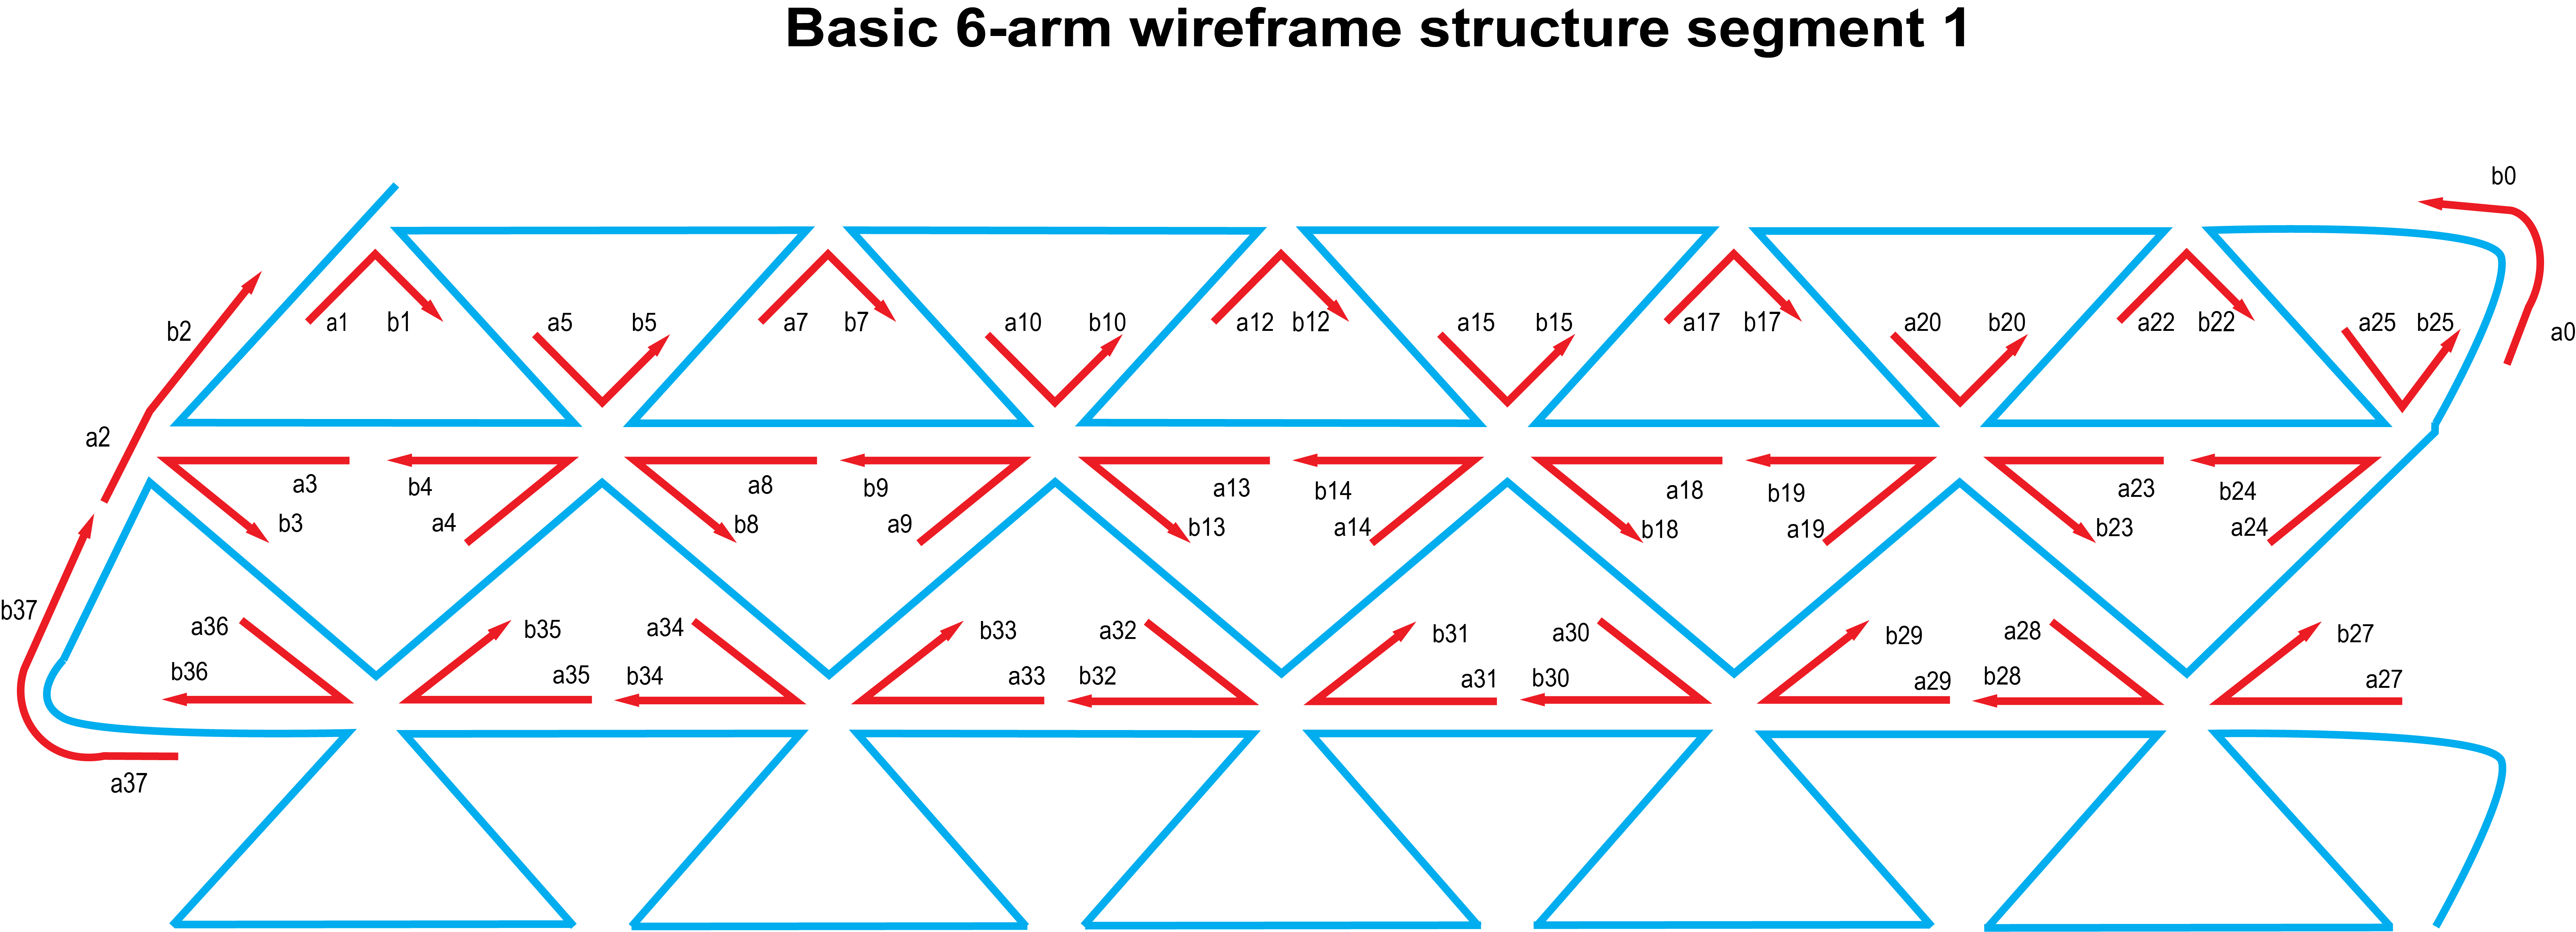 Basic 6-arm wireframe structure segment 1
b0
b2 a1 b1 a5 b5 a7 b7 a10 b10 a12 b12 a15 b15 a17 b17 a20 b20 a22 b22 a25 b25 a0
a2
a3 b4 a8 b9 a13 b14 a18 b19 a23 b24
b3 a4 b8 a9 b13 a14 b18 a19 b23 a24
b37 a36 b35 a34 b33 a32 b31 a30 b29 a28 b27
b36 a35 b34 a33 b32 a31 b30 a29 b28 a27
a37